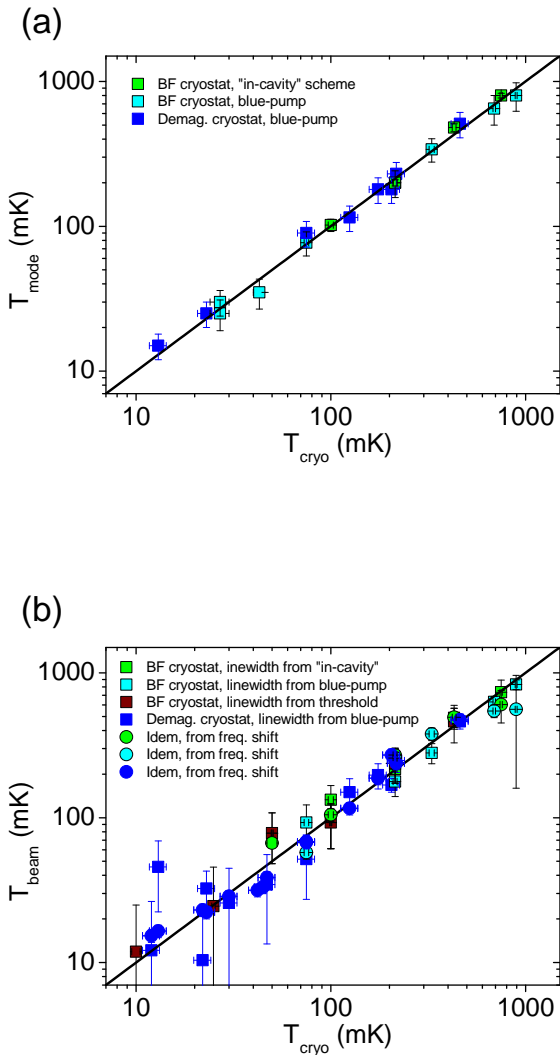 (a)
1000
100
10
T_mode (mK)
BF cryostat, "in-cavity" scheme
BF cryostat, blue-pump
Demag. cryostat, blue-pump
10
100
1000
T_cryo (mK)
(b)
1000
100
10
T_beam (mK)
BF cryostat, inewidth from "in-cavity"
BF cryostat, linewidth from blue-pump
BF cryostat, linewidth from threshold
Demag. cryostat, linewidth from blue-pump
Idem, from freq. shift
Idem, from freq. shift
Idem, from freq. shift
10
100
1000
T_cryo (mK)